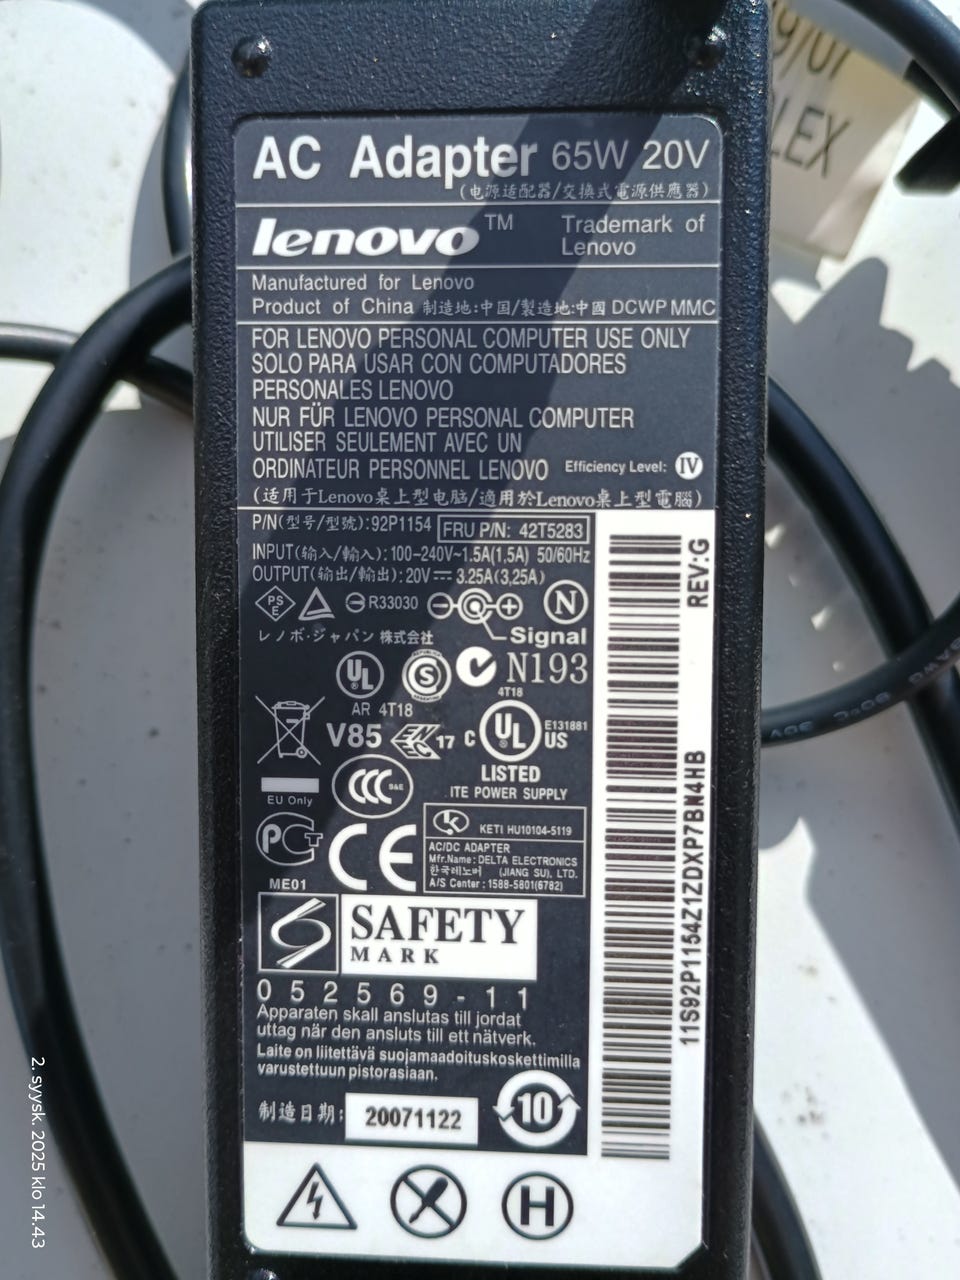 AC Adapter 65W 20V
(电源适配器/交換式電源供應器)
lenovo™ Trademark of Lenovo
Manufactured for Lenovo
Product of China 制造地:中国/製造地:中國 DCWP MMC
FOR LENOVO PERSONAL COMPUTER USE ONLY
SOLO PARA USAR CON COMPUTADORES
PERSONALES LENOVO
NUR FÜR LENOVO PERSONAL COMPUTER
UTILISER SEULEMENT AVEC UN
ORDINATEUR PERSONNEL LENOVO Efficiency Level: IV
(适用于Lenovo桌上型电脑/適用於Lenovo桌上型電腦)
P/N(型号/型號):92P1154 FRU P/N: 42T5283
INPUT(输入/輸入): 100-240V~1.5A(1,5A) 50/60Hz
OUTPUT(输出/輸出): 20V 3.25A(3,25A)
PS E R33030 N
レノボ・ジャパン 株式会社 Signal
UL S N193
AR 4T18 4T18
V85 17 C UL US E131881
LISTED
EU Only CCC S&E ITE POWER SUPPLY
PCT CE
KETI HU10104-5119
AC/DC ADAPTER
Mfr.Name: DELTA ELECTRONICS
한국레노버 (JIANG SU), LTD.
A/S Center : 1588-5801(6782)
ME01
SAFETY
MARK
052569-11
Apparaten skall anslutas till jordat
uttag när den ansluts till ett nätverk.
Laite on liitettävä suojamaadoituskoskettimilla
varustettuun pistorasiaan.
制造日期: 20071122 10
H
REV:G
11S92P1154Z1ZDXP7BN4HB
LEX
2. syysk. 2025 klo 14.43